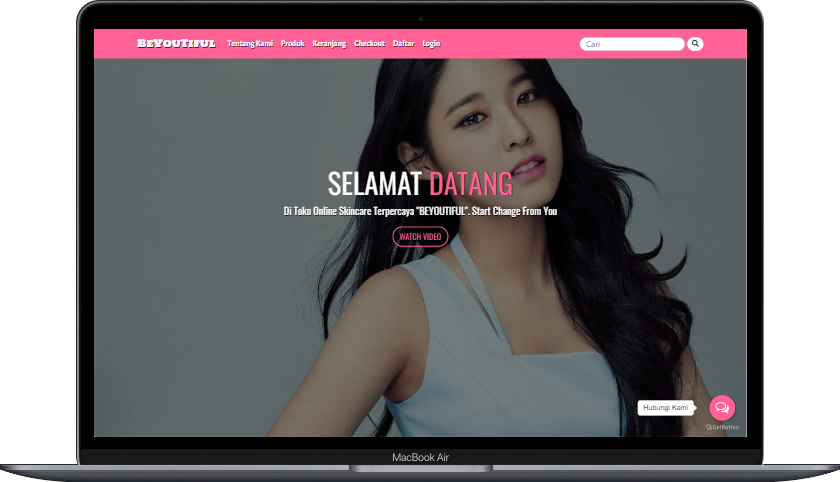 BEYOUTIFUL Tentang Kami Produk Keranjang Checkout Daftar Login Cari
SELAMAT DATANG
Di Toko Online Skincare Terpercaya "BEYOUTIFUL". Start Change From You
WATCH VIDEO
Hubungi Kami
GetButton
MacBook Air